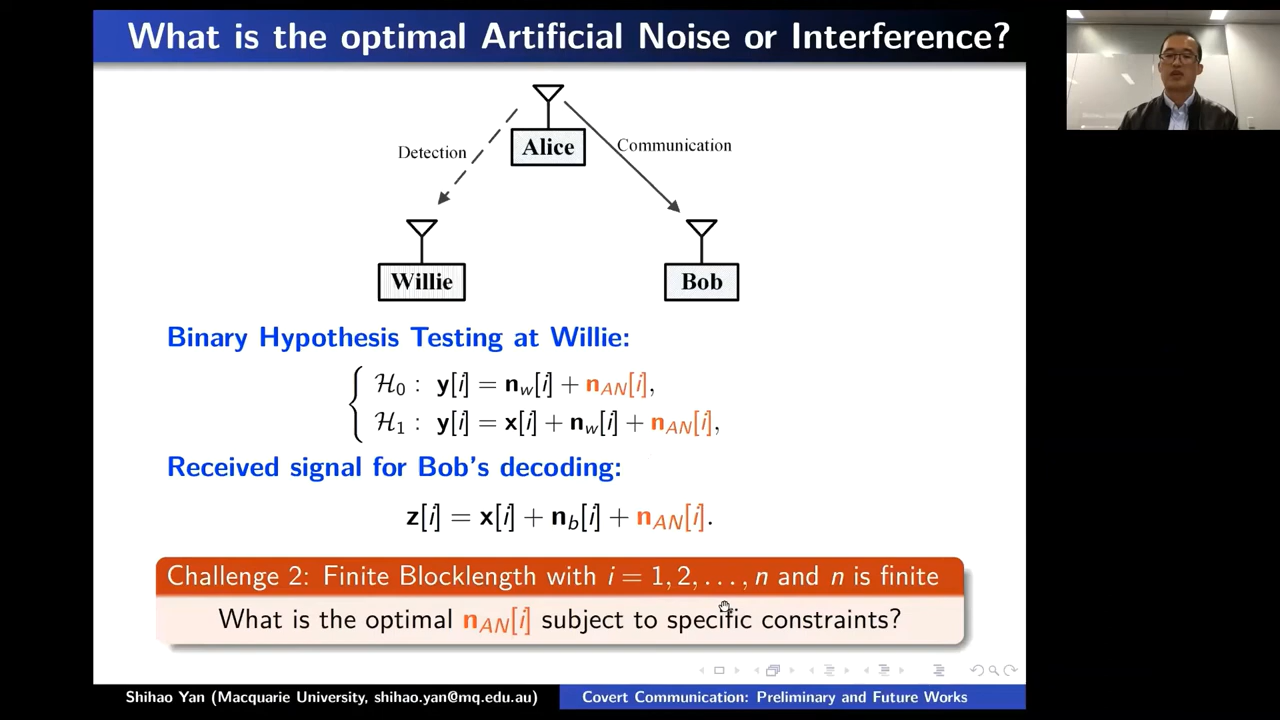 What is the optimal Artificial Noise or Interference?
Alice
Detection
Communication
Willie
Bob
Binary Hypothesis Testing at Willie:
H₀ : y[i] = n_w[i] + n_AN[i],
H₁ : y[i] = x[i] + n_w[i] + n_AN[i],
Received signal for Bob's decoding:
z[i] = x[i] + n_b[i] + n_AN[i].
Challenge 2: Finite Blocklength with i = 1, 2, . . . , n and n is finite
What is the optimal n_AN[i] subject to specific constraints?
Shihao Yan (Macquarie University, shihao.yan@mq.edu.au)
Covert Communication: Preliminary and Future Works